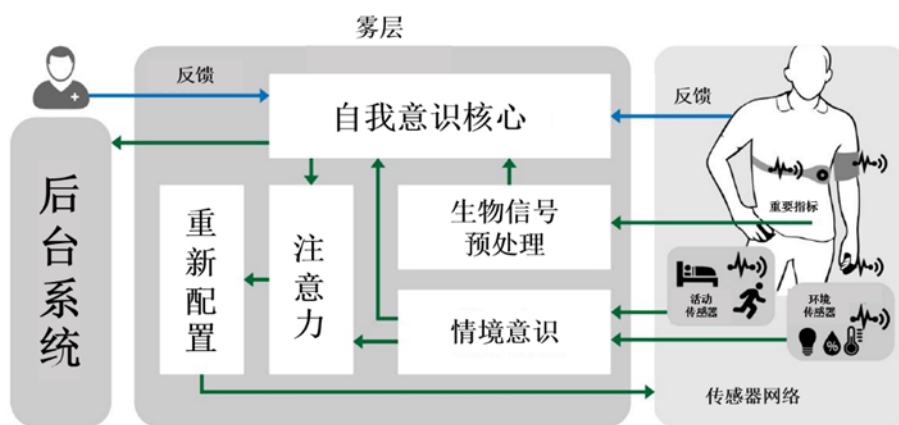 雾层
反馈
自我意识核心
反馈
后台系统
重新配置
注意力
生物信号
预处理
重要指标
情境意识
活动
传感器
环境
传感器
%
传感器网络